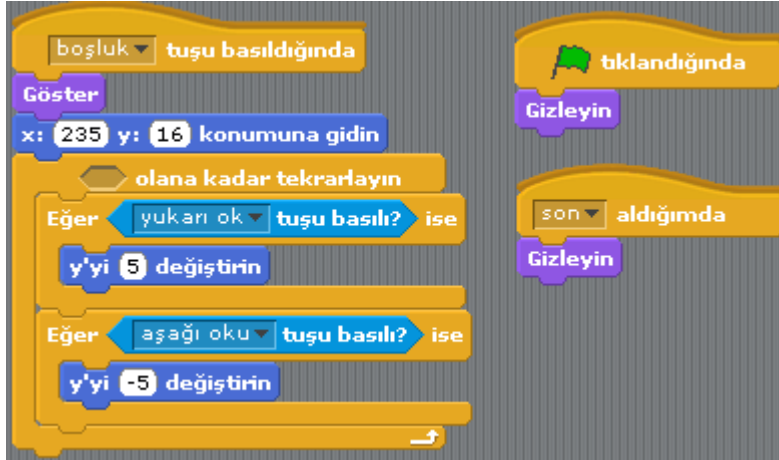 boşluk tuşu basıldığında
Göster
x: 235 y: 16 konumuna gidin
olana kadar tekrarlayın
Eğer yukarı ok tuşu basılı? ise
y'yi 5 değiştirin
Eğer aşağı oku tuşu basılı? ise
y'yi -5 değiştirin
tıklandığında
Gizleyin
son aldığımda
Gizleyin